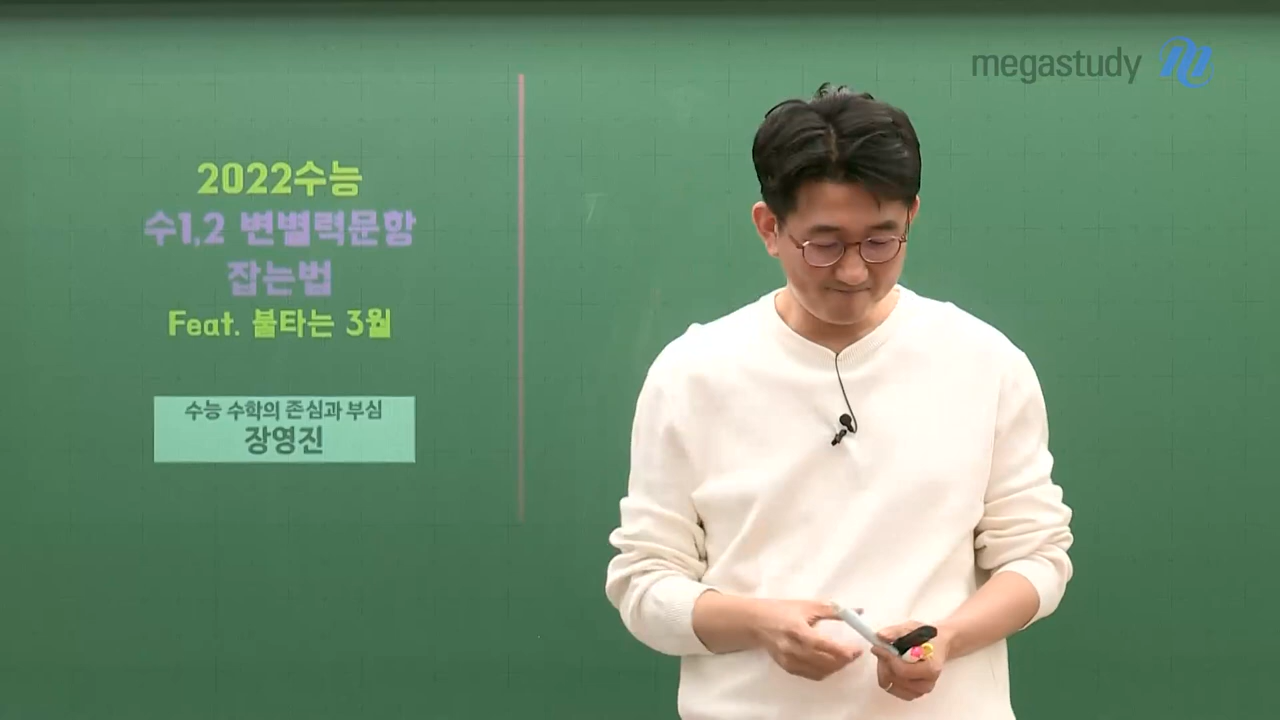 megastudy
2022수능
수1,2 변별력문항
잡는법
Feat. 불타는 3월
수능 수학의 존심과 부심
장영진